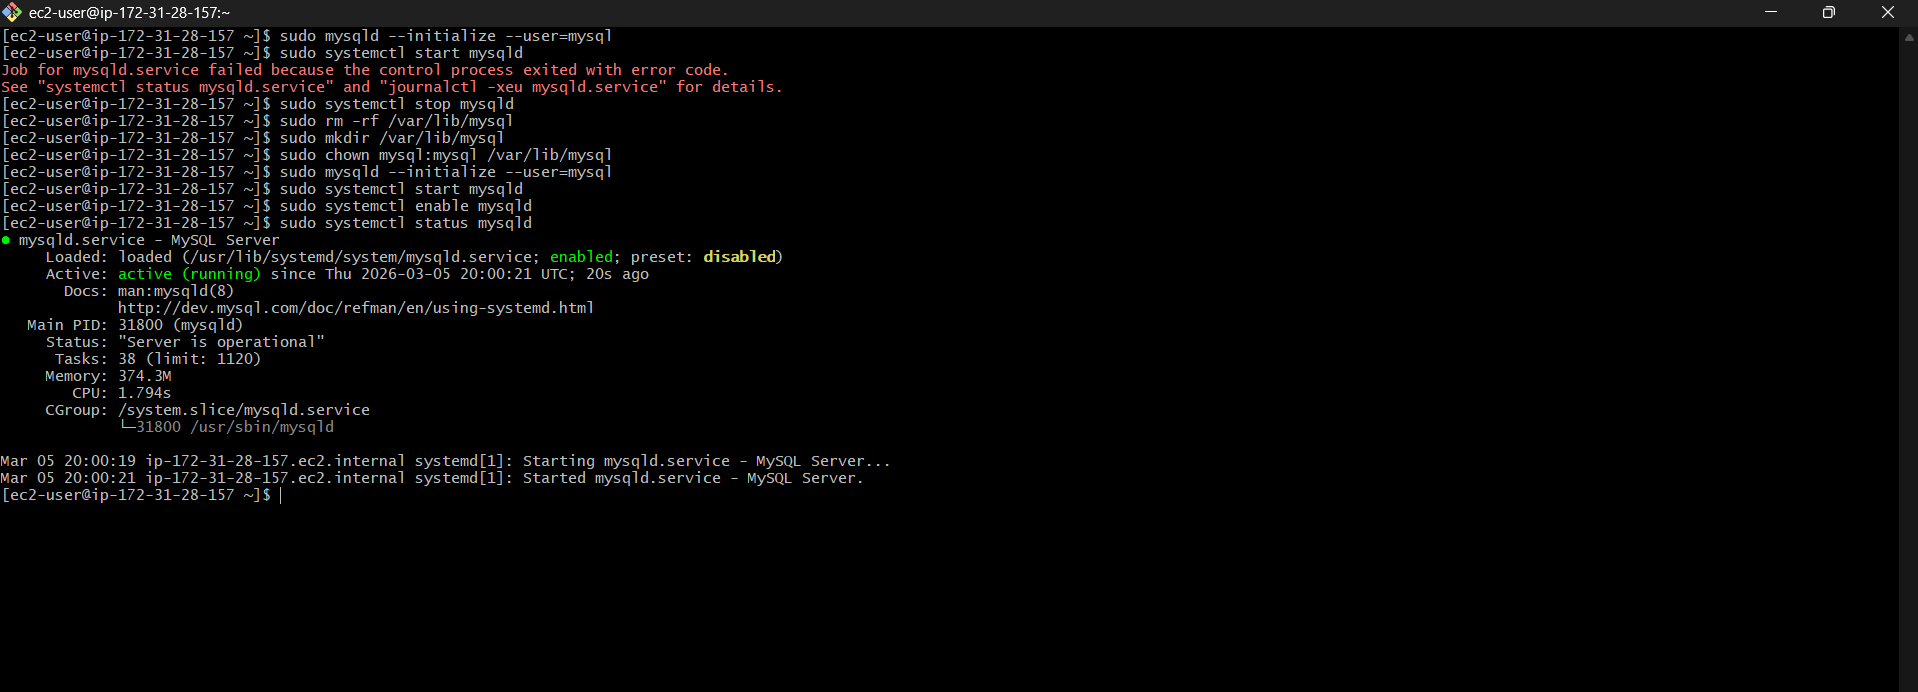 ec2-user@ip-172-31-28-157:~
[ec2-user@ip-172-31-28-157 ~]$ sudo mysqld --initialize --user=mysql
[ec2-user@ip-172-31-28-157 ~]$ sudo systemctl start mysqld
Job for mysqld.service failed because the control process exited with error code.
See "systemctl status mysqld.service" and "journalctl -xeu mysqld.service" for details.
[ec2-user@ip-172-31-28-157 ~]$ sudo systemctl stop mysqld
[ec2-user@ip-172-31-28-157 ~]$ sudo rm -rf /var/lib/mysql
[ec2-user@ip-172-31-28-157 ~]$ sudo mkdir /var/lib/mysql
[ec2-user@ip-172-31-28-157 ~]$ sudo chown mysql:mysql /var/lib/mysql
[ec2-user@ip-172-31-28-157 ~]$ sudo mysqld --initialize --user=mysql
[ec2-user@ip-172-31-28-157 ~]$ sudo systemctl start mysqld
[ec2-user@ip-172-31-28-157 ~]$ sudo systemctl enable mysqld
[ec2-user@ip-172-31-28-157 ~]$ sudo systemctl status mysqld
● mysqld.service - MySQL Server
     Loaded: loaded (/usr/lib/systemd/system/mysqld.service; enabled; preset: disabled)
     Active: active (running) since Thu 2026-03-05 20:00:21 UTC; 20s ago
       Docs: man:mysqld(8)
             http://dev.mysql.com/doc/refman/en/using-systemd.html
   Main PID: 31800 (mysqld)
     Status: "Server is operational"
      Tasks: 38 (limit: 1120)
     Memory: 374.3M
        CPU: 1.794s
     CGroup: /system.slice/mysqld.service
             └─31800 /usr/sbin/mysqld
Mar 05 20:00:19 ip-172-31-28-157.ec2.internal systemd[1]: Starting mysqld.service - MySQL Server...
Mar 05 20:00:21 ip-172-31-28-157.ec2.internal systemd[1]: Started mysqld.service - MySQL Server.
[ec2-user@ip-172-31-28-157 ~]$